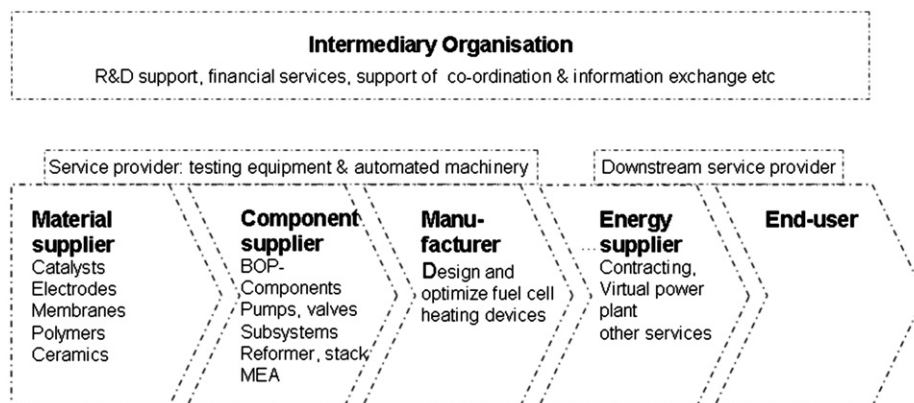 Intermediary Organisation
R&D support, financial services, support of co-ordination & information exchange etc
Service provider: testing equipment & automated machinery
Downstream service provider
Material
supplier
Catalysts
Electrodes
Membranes
Polymers
Ceramics
Component
supplier
BOP-
Components
Pumps, valves
Subsystems
Reformer, stack
MEA
Manu-
facturer
Design and
optimize fuel cell
heating devices
Energy
supplier
Contracting,
Virtual power
plant
other services
End-user